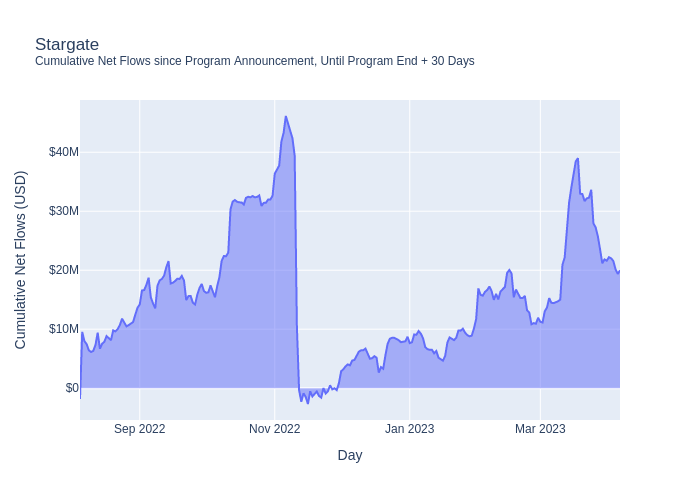 Stargate
Cumulative Net Flows since Program Announcement, Until Program End + 30 Days
Cumulative Net Flows (USD)
$40M
$30M
$20M
$10M
$0
Sep 2022 Nov 2022 Jan 2023 Mar 2023
Day